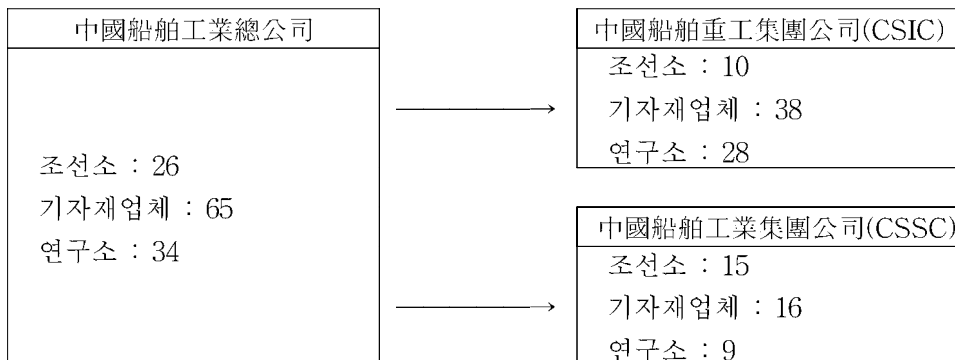 中國船舶工業總公司
조선소 : 26
기자재업체 : 65
연구소 : 34
中國船舶重工集團公司(CSIC)
조선소 : 10
기자재업체 : 38
연구소 : 28
中國船舶工業集團公司(CSSC)
조선소 : 15
기자재업체 : 16
연구소 : 9